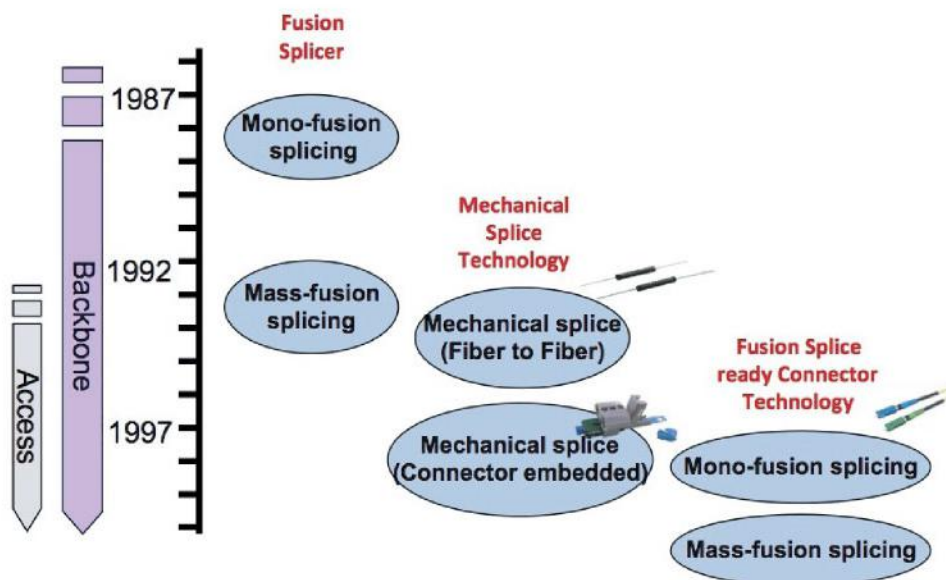 Fusion
Splicer
1987
Mono-fusion
splicing
Mechanical
Splice
Technology
1992
Mass-fusion
splicing
Mechanical splice
(Fiber to Fiber)
Backbone
Access
Fusion Splice
ready Connector
Technology
1997
Mechanical splice
(Connector embedded)
Mono-fusion splicing
Mass-fusion splicing